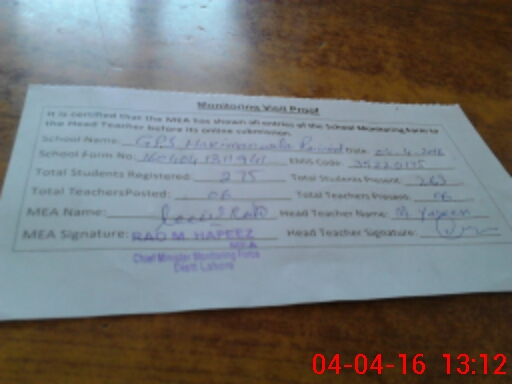 Monitoring Visit Proof
It is certified that the MEA has shown all entries of the School Monitoring Form to
the Head Teacher before its online submission.
School Name: GPS Date
School Form No. EMIS Code
Total Students Registered: 275 Total Students Present: 263
Total Teachers Posted: 06 Total Teachers Present: 06
MEA Name: Head Teacher Name: M. Yaseen
MEA Signature: RAO M. HAFEEZ Head Teacher Signature:
MEA
Chief Minister Monitoring Force
Distt: Lahore
04-04-16 13:12